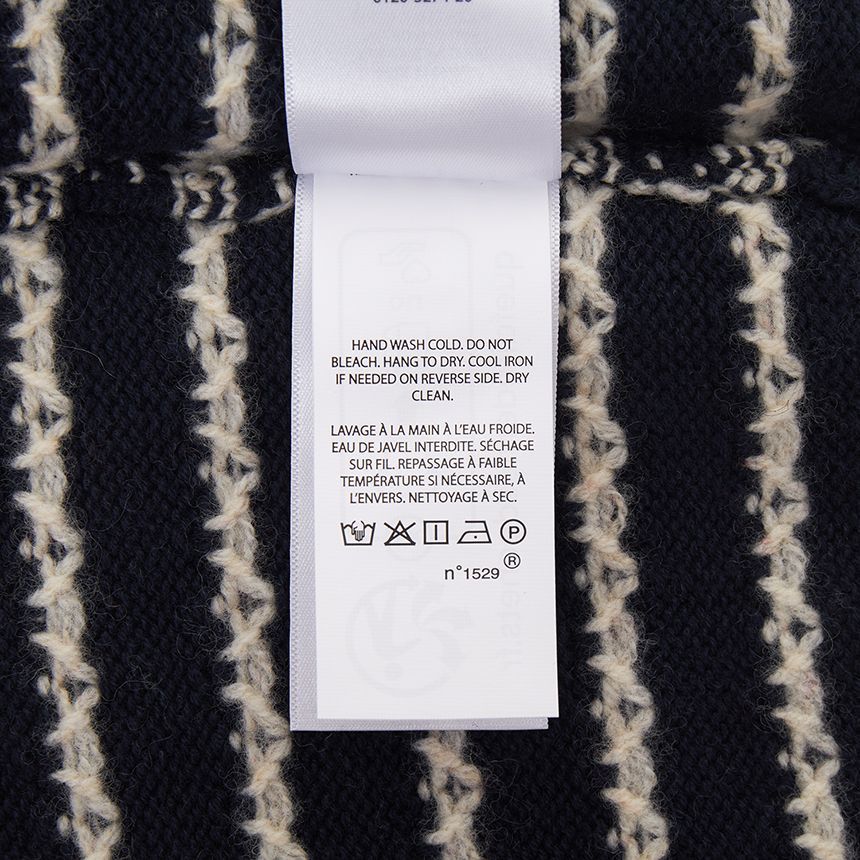 HAND WASH COLD. DO NOT
BLEACH. HANG TO DRY. COOL IRON
IF NEEDED ON REVERSE SIDE. DRY
CLEAN.
LAVAGE À LA MAIN À L'EAU FROIDE.
EAU DE JAVEL INTERDITE. SÉCHAGE
SUR FIL. REPASSAGE À FAIBLE
TEMPÉRATURE SI NÉCESSAIRE, À
L'ENVERS. NETTOYAGE À SEC.
P
n°1529 ®